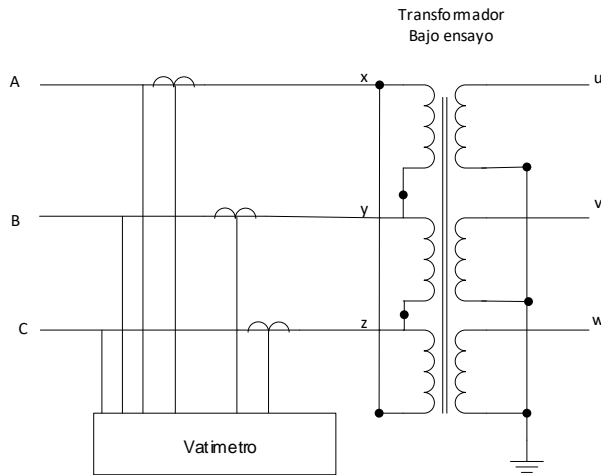 Transformador
Bajo ensayo
A
x
u
B
y
v
C
z
w
Vatimetro